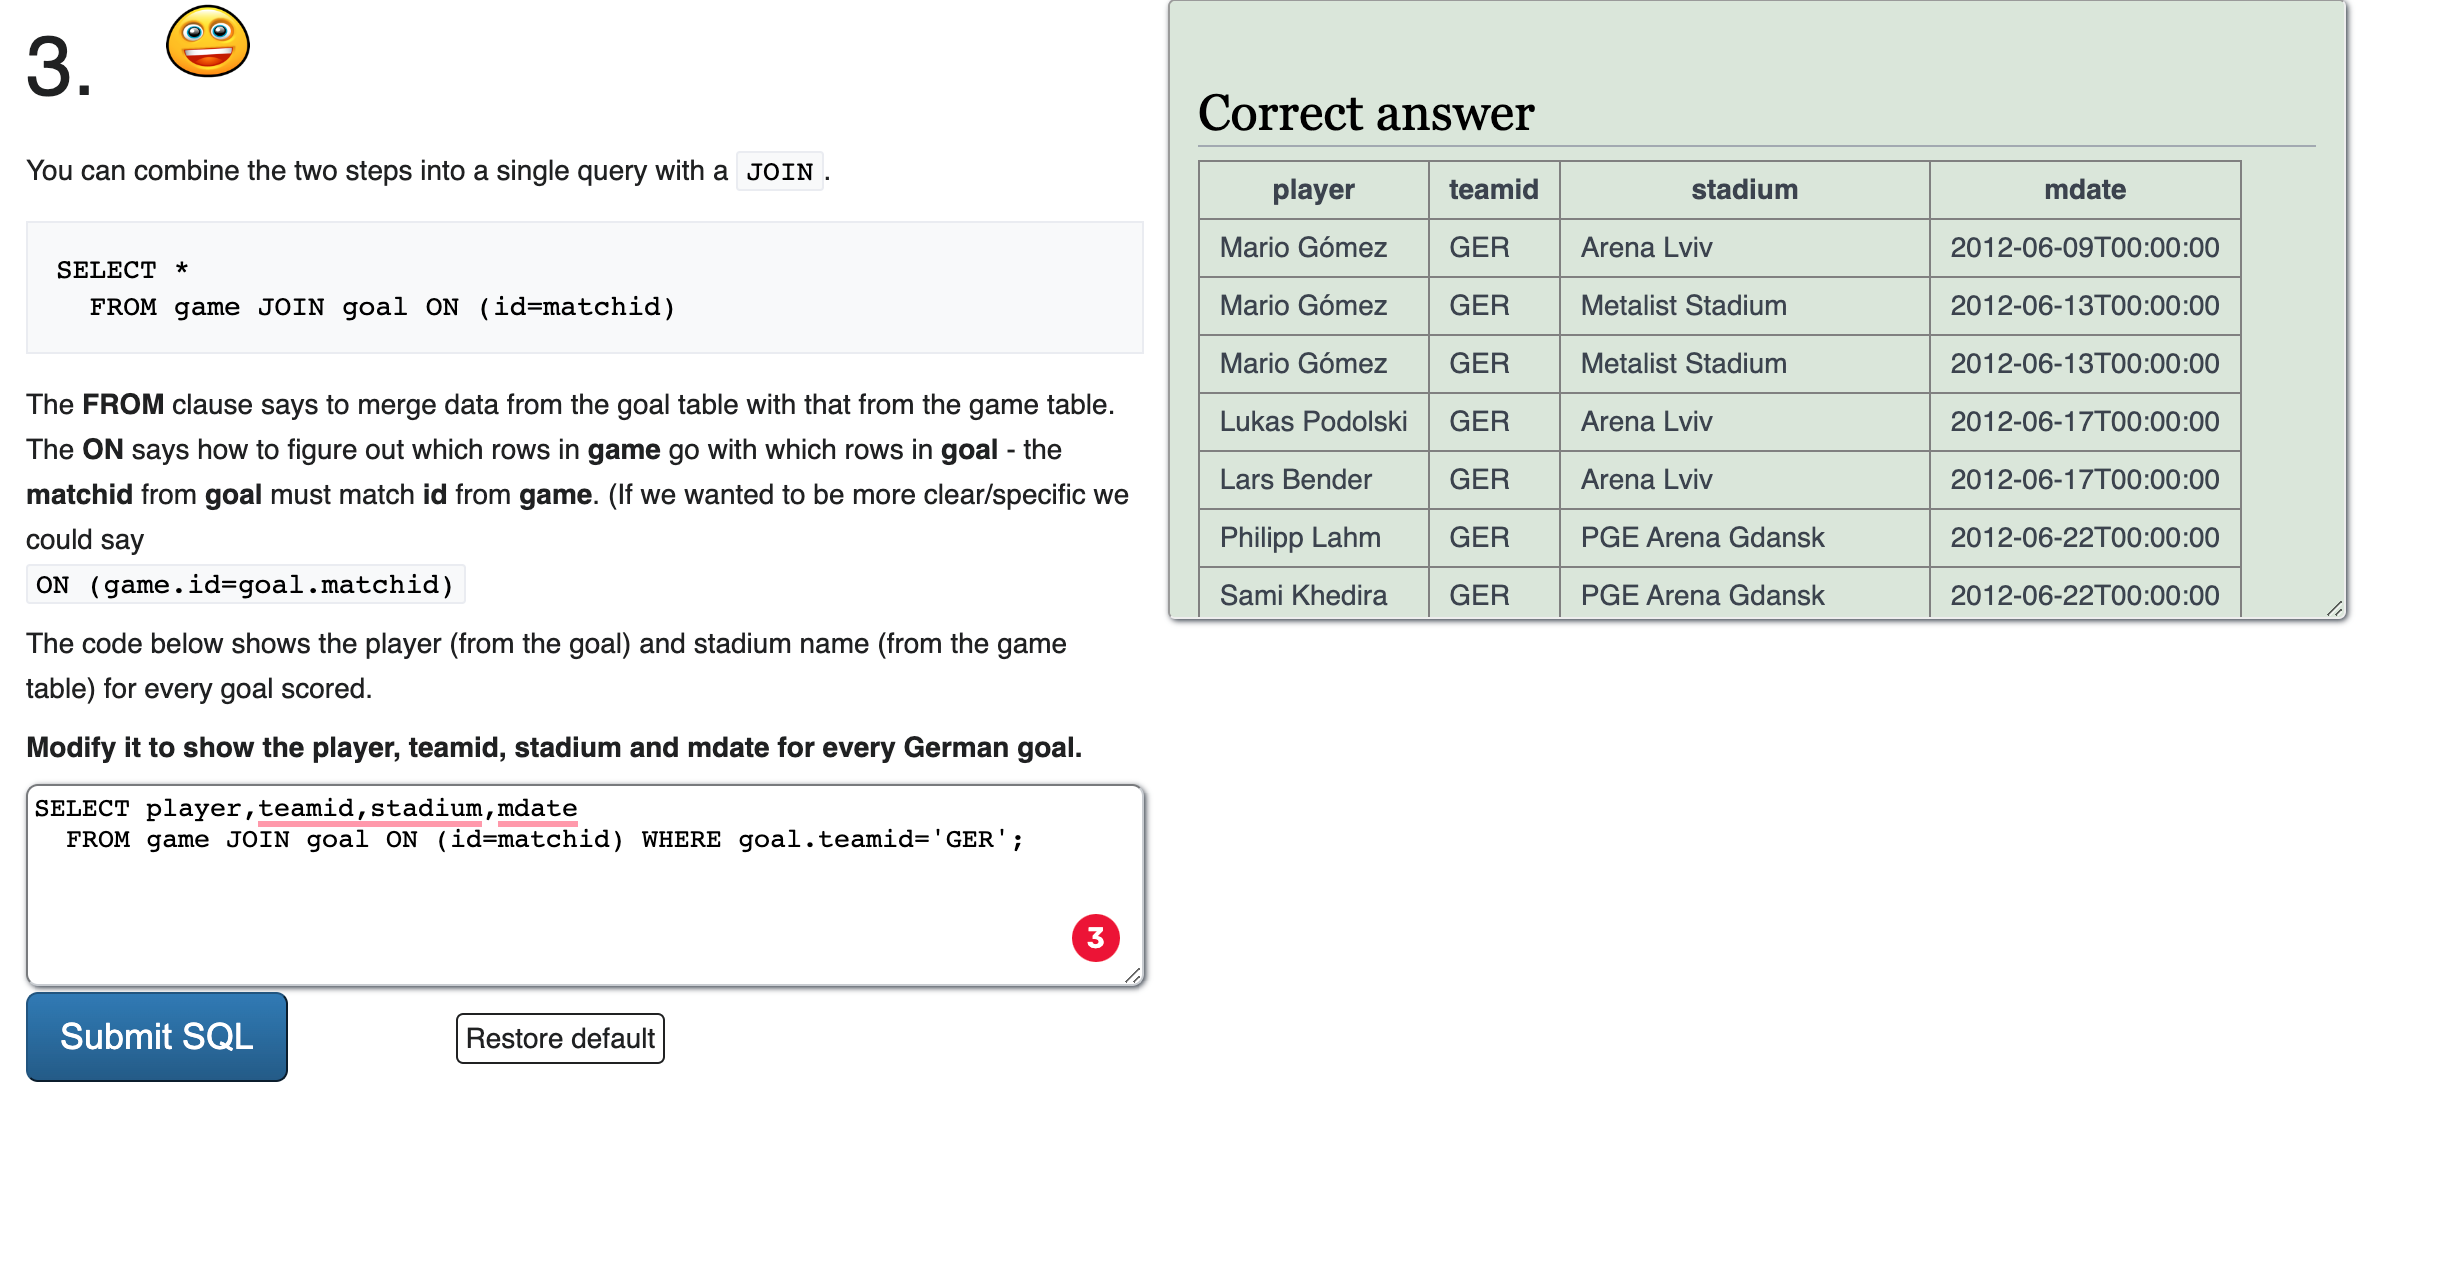 3.
You can combine the two steps into a single query with a JOIN.
SELECT *
  FROM game JOIN goal ON (id=matchid)
The FROM clause says to merge data from the goal table with that from the game table.
The ON says how to figure out which rows in game go with which rows in goal - the
matchid from goal must match id from game. (If we wanted to be more clear/specific we
could say
ON (game.id=goal.matchid)
The code below shows the player (from the goal) and stadium name (from the game
table) for every goal scored.
Modify it to show the player, teamid, stadium and mdate for every German goal.
SELECT player,teamid,stadium,mdate
  FROM game JOIN goal ON (id=matchid) WHERE goal.teamid='GER';
3
Submit SQL Restore default
Correct answer
player teamid stadium mdate
Mario Gómez GER Arena Lviv 2012-06-09T00:00:00
Mario Gómez GER Metalist Stadium 2012-06-13T00:00:00
Mario Gómez GER Metalist Stadium 2012-06-13T00:00:00
Lukas Podolski GER Arena Lviv 2012-06-17T00:00:00
Lars Bender GER Arena Lviv 2012-06-17T00:00:00
Philipp Lahm GER PGE Arena Gdansk 2012-06-22T00:00:00
Sami Khedira GER PGE Arena Gdansk 2012-06-22T00:00:00